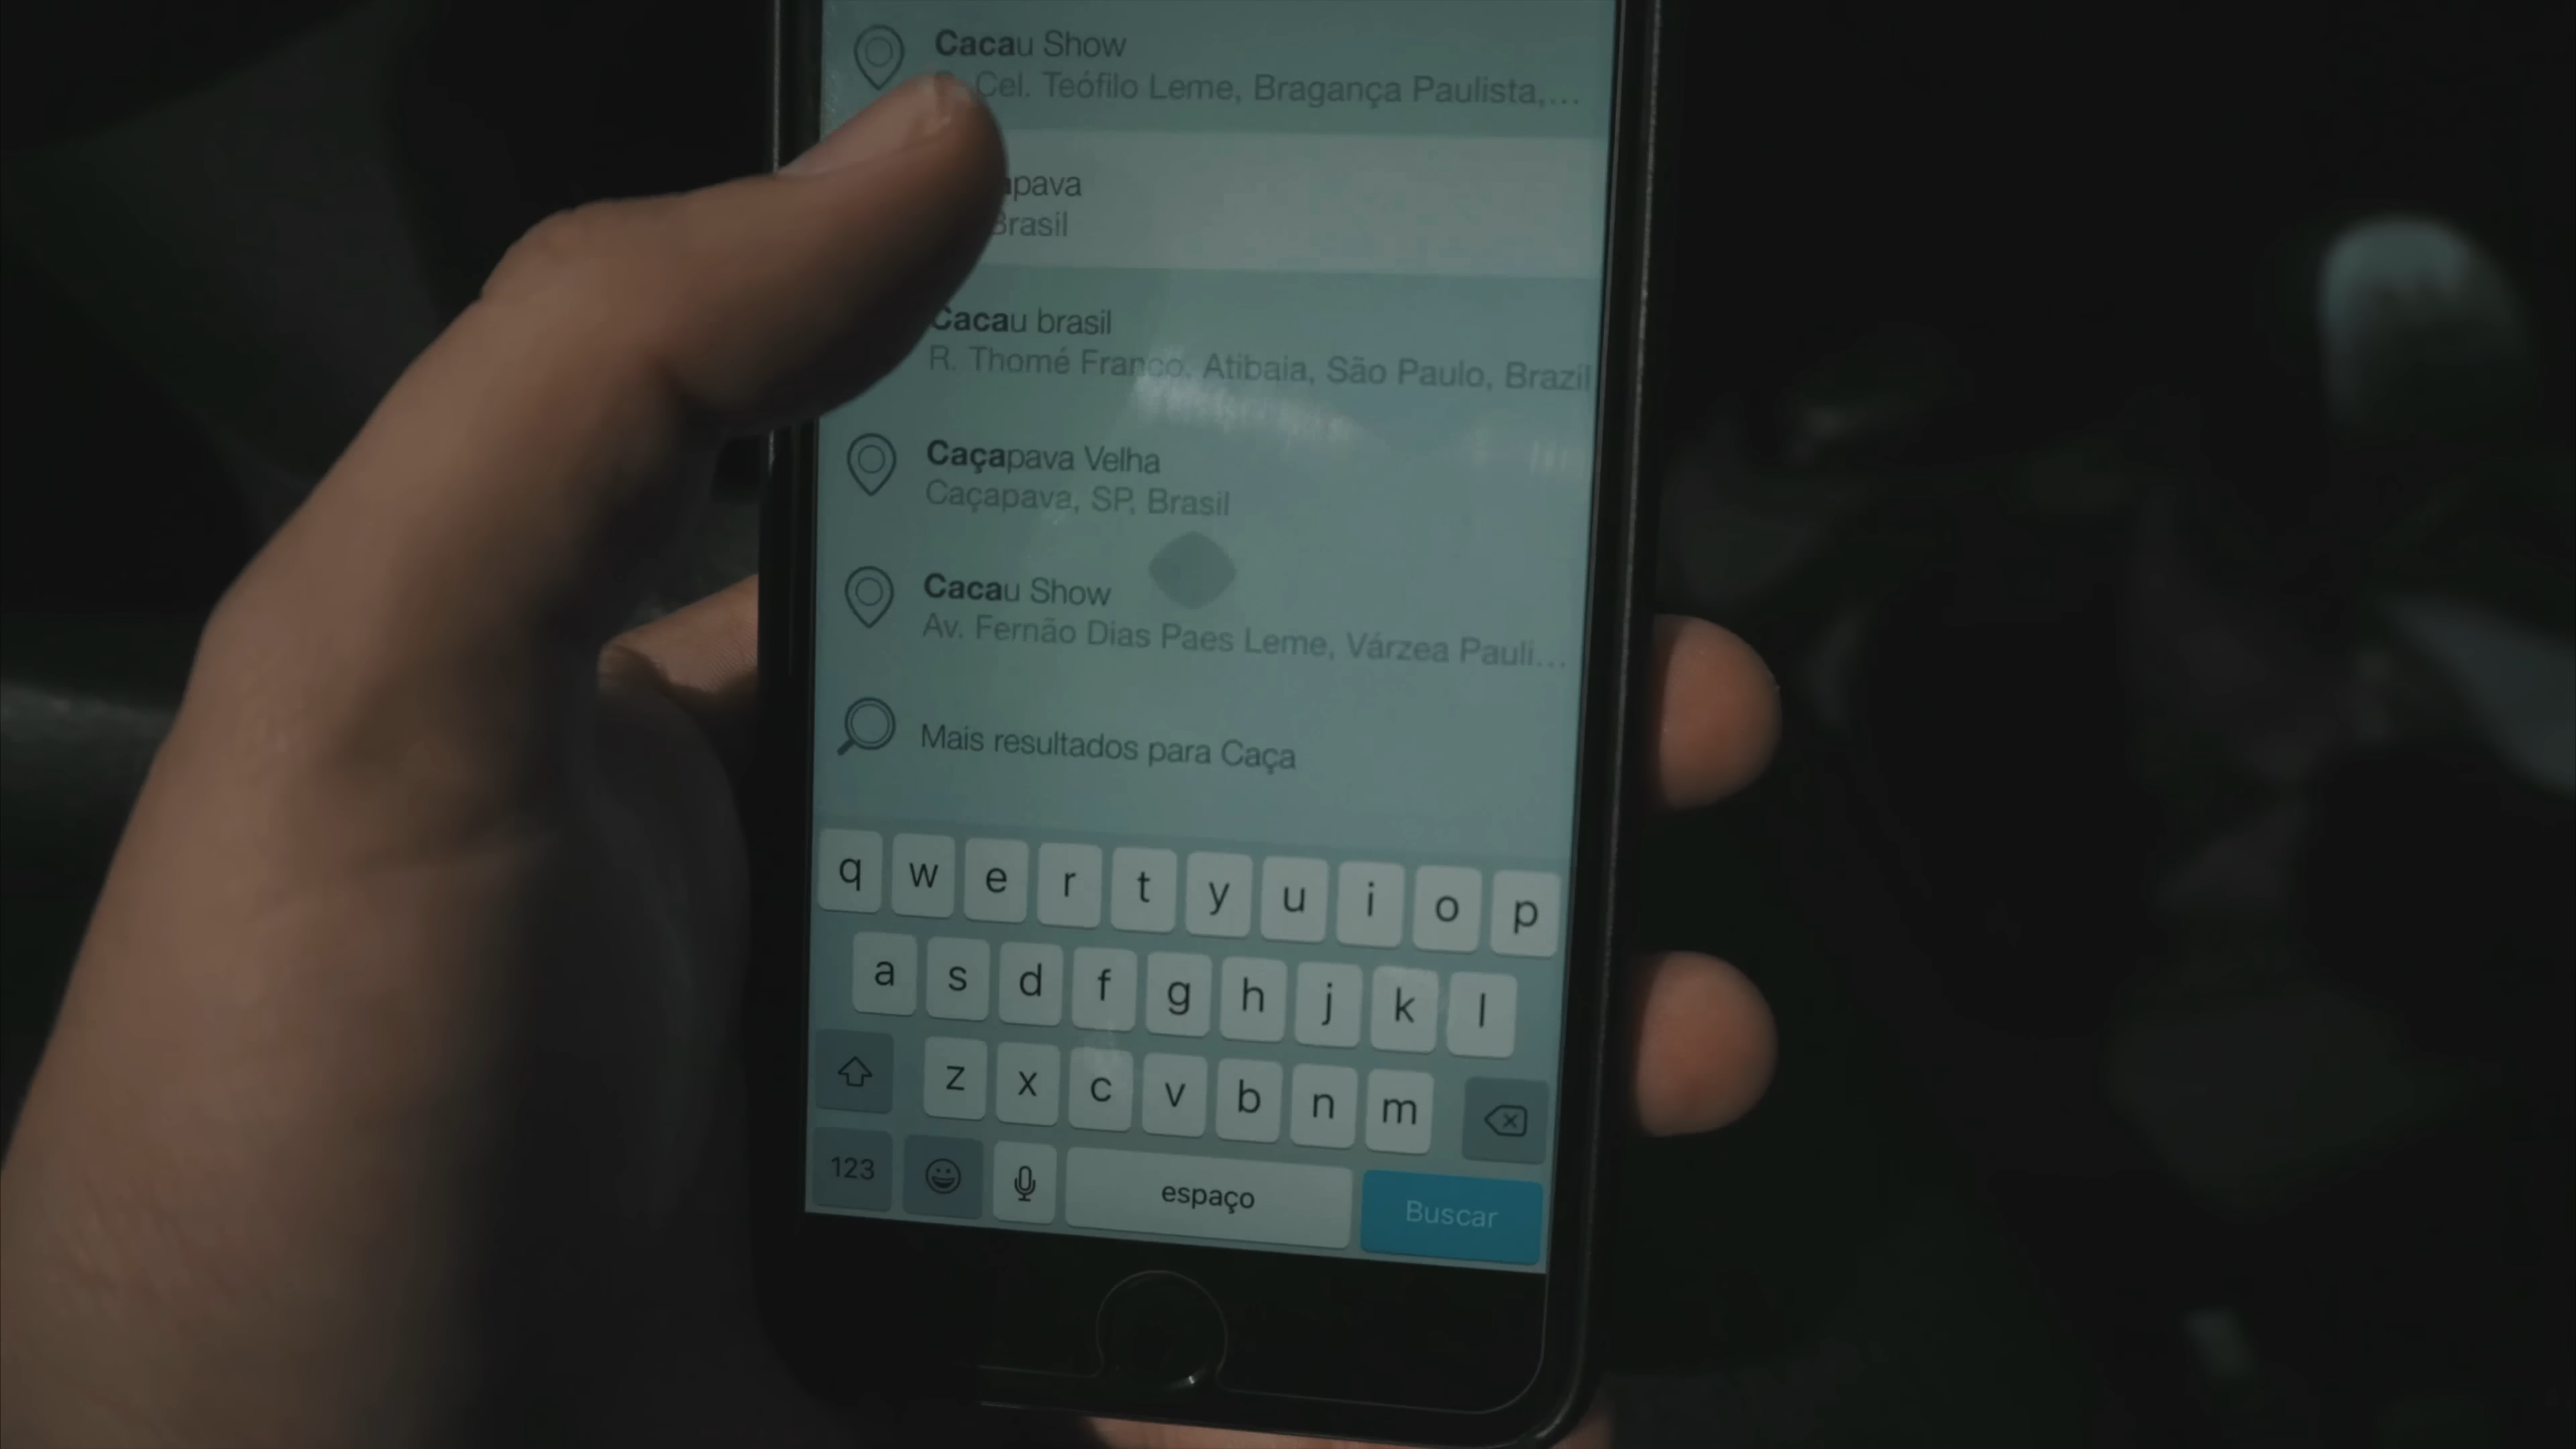 Cacau Show
Cel. Teófilo Leme, Bragança Paulista,...
pava
Brasil
Cacau brasil
R. Thomé Franco, Atibaia, São Paulo, Brazil
Caçapava Velha
Caçapava, SP, Brasil
Cacau Show
Av. Fernão Dias Paes Leme, Várzea Pauli...
Mais resultados para Caça
q w e r t y u i o p
a s d f g h j k l
z x c v b n m
123 espaço Buscar